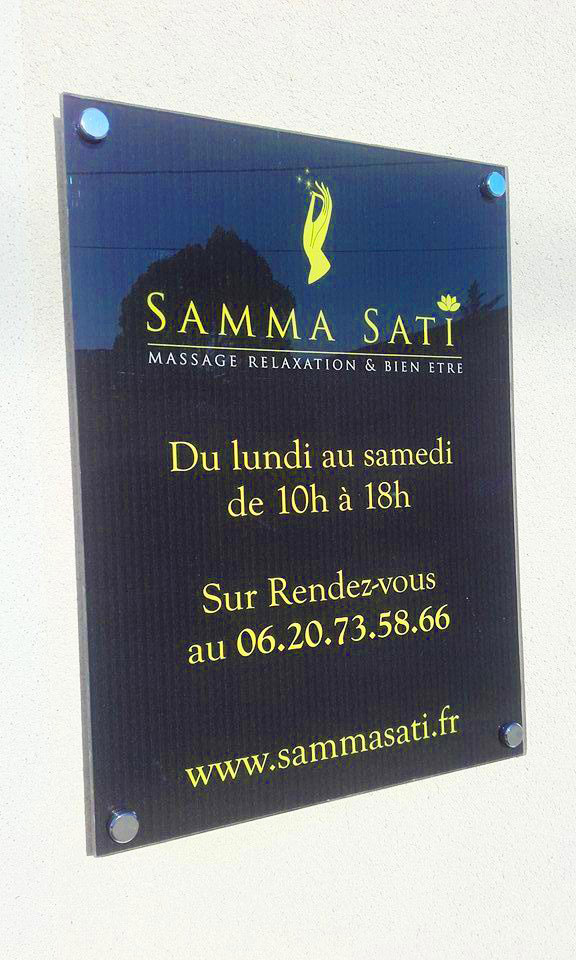 SAMMA SATI
MASSAGE RELAXATION & BIEN ETRE
Du lundi au samedi
de 10h à 18h
Sur Rendez-vous
au 06.20.73.58.66
www.sammasati.fr